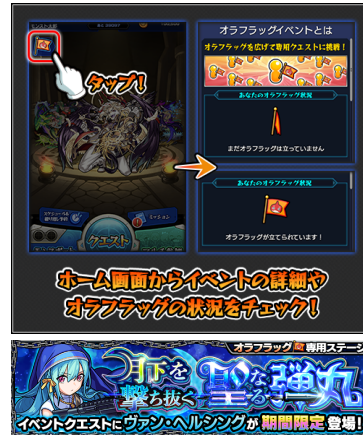 オラフラッグイベントとは
オラフラッグを広げて専用クエストに挑戦!
あなたのオラフラッグ状況
まだオラフラッグは立っていません
あなたのオラフラッグ状況
オラフラッグが立てられています!
タップ!
クエスト
ミッション
ホーム画面からイベントの詳細や
オラフラッグの状況をチェック!
オラフラッグ 専用ステージ
月下を
撃ち抜く
聖なる弾丸
イベントクエストにヴァン・ヘルシングが期間限定登場!